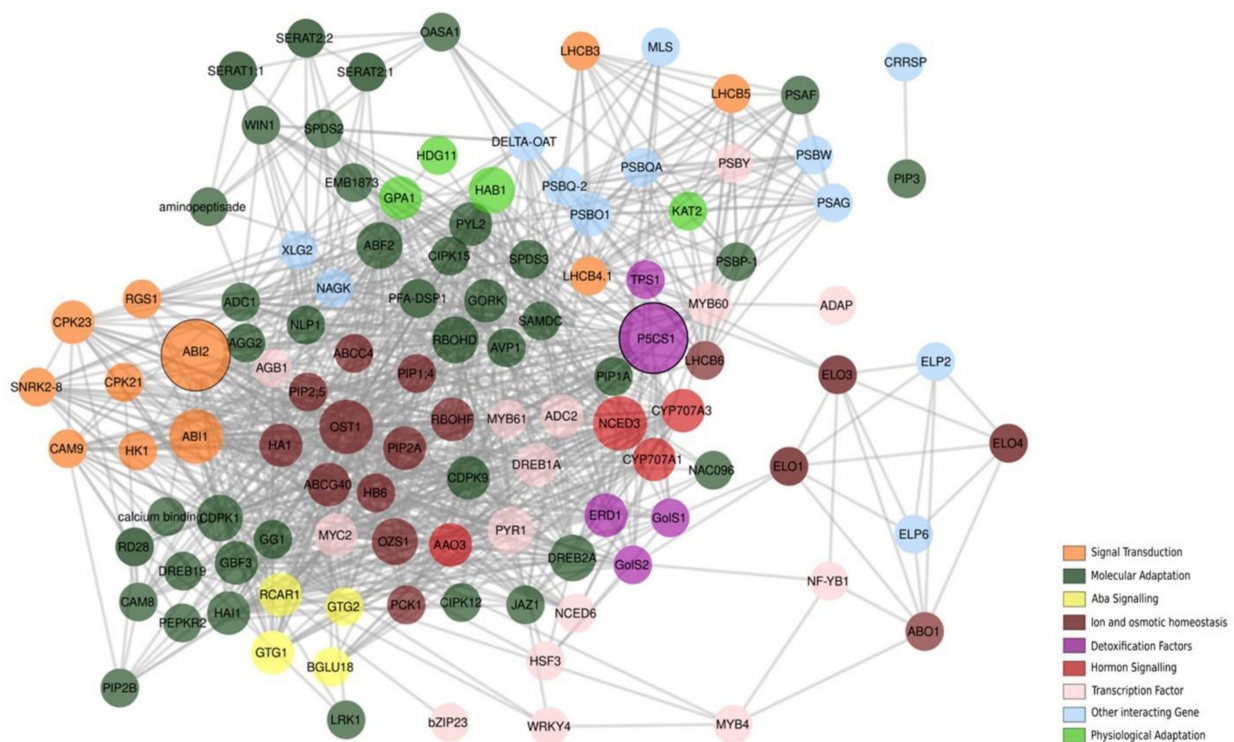 SERAT2;2
OASA1
LHCB3
MLS
CRRSP
SERAT1;1
SERAT2;1
LHCB5
PSAF
WIN1
SPDS2
DELTA-OAT
HDG11
PSBQA
PSBY
PSBW
PIP3
EMB1873
GPA1
HAB1
PSBQ-2
PSBO1
KAT2
PSAG
aminopeptisade
PYL2
XLG2
ABF2
CIPK15
SPDS3
LHCB4.1
TPS1
PSBP-1
NAGK
PFA-DSP1
GORK
MYB60
ADAP
RGS1
ADC1
CPK23
NLP1
SAMDC
ABI2
AGG2
RBOHD
AVP1
P5CS1
ABCC4
LHCB6
ELP2
AGB1
PIP1;4
PIP1A
ELO3
SNRK2-8
CPK21
PIP2;5
MYB61
ADC2
NCED3
CYP707A3
OST1
RBOHF
ABI1
HA1
PIP2A
ELO4
CAM9
HK1
DREB1A
CYP707A1
NAC096
ELO1
ABCG40
HB6
CDPK9
calcium binding
CDPK1
ERD1
GolS1
ELP6
RD28
GG1
MYC2
OZS1
AAO3
PYR1
DREB19
GBF3
DREB2A
GolS2
NF-YB1
CAM8
RCAR1
GTG2
PCK1
CIPK12
JAZ1
NCED6
PEPKR2
HAI1
ABO1
GTG1
BGLU18
HSF3
PIP2B
LRK1
bZIP23
WRKY4
MYB4
Signal Transduction
Molecular Adaptation
Aba Signalling
Ion and osmotic homeostasis
Detoxification Factors
Hormon Signalling
Transcription Factor
Other interacting Gene
Physiological Adaptation